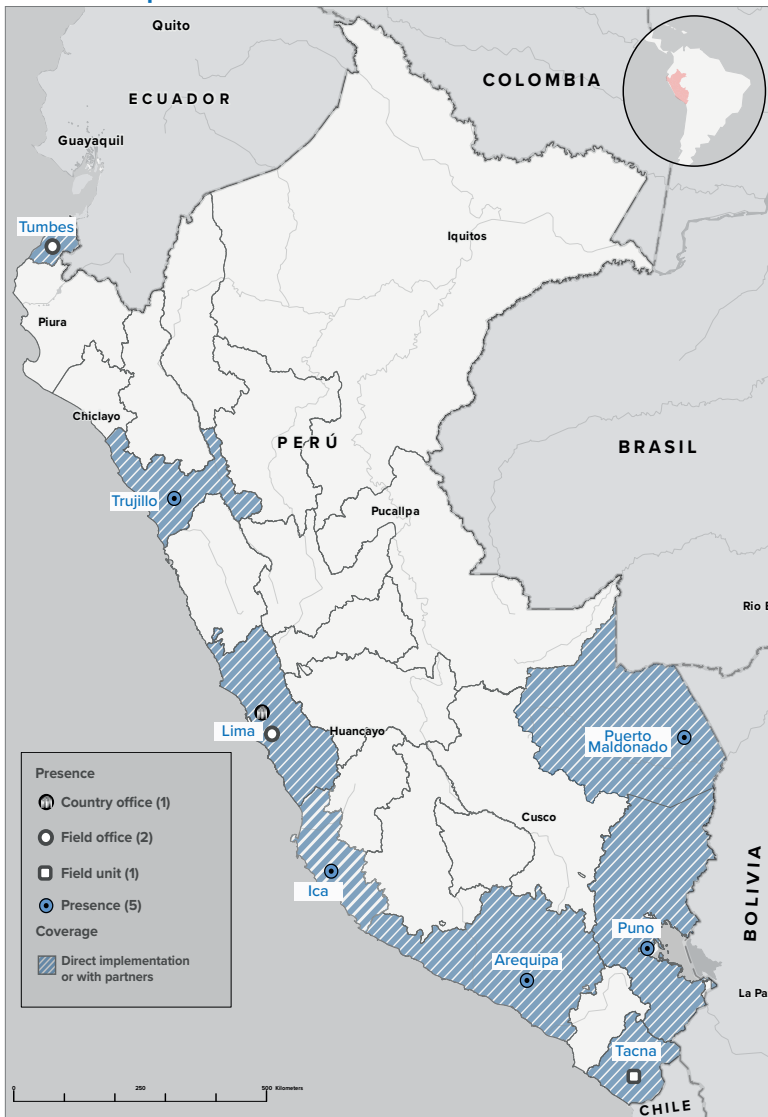 Quito
COLOMBIA
ECUADOR
Guayaquil
Tumbes
Iquitos
Piura
Chiclayo
PERÚ
BRASIL
Trujillo
Pucallpa
Lima
Huancayo
Puerto
Maldonado
Presence
Country office (1)
Field office (2)
Field unit (1)
Presence (5)
Coverage
Direct implementation
or with partners
Cusco
Ica
BOLIVIA
Puno
Arequipa
Tacna
CHILE
0 250 500 Kilometers